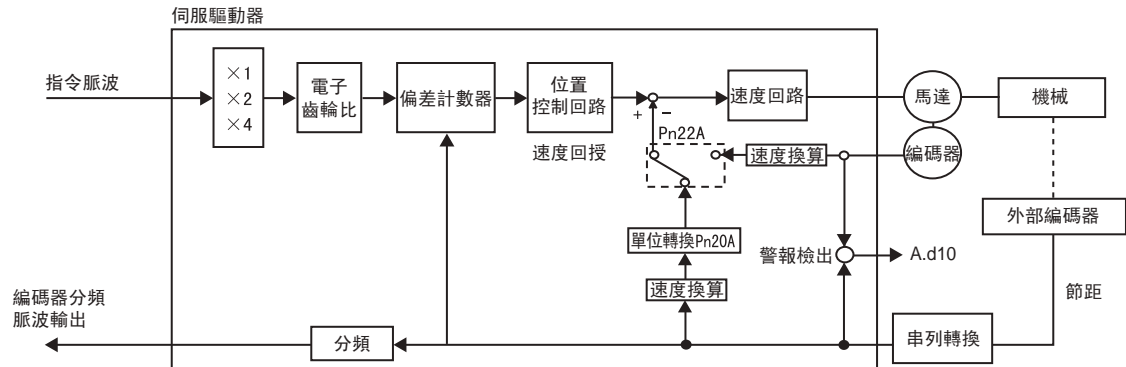 伺服驅動器
指令脈波
×1
×2
×4
電子
齒輪比
偏差計數器
位置
控制回路
速度回路
馬達
機械
+
−
Pn22A
速度回授
速度換算
編碼器
外部編碼器
單位轉換Pn20A
警報檢出
A.d10
速度換算
節距
編碼器分頻
脈波輸出
分頻
串列轉換